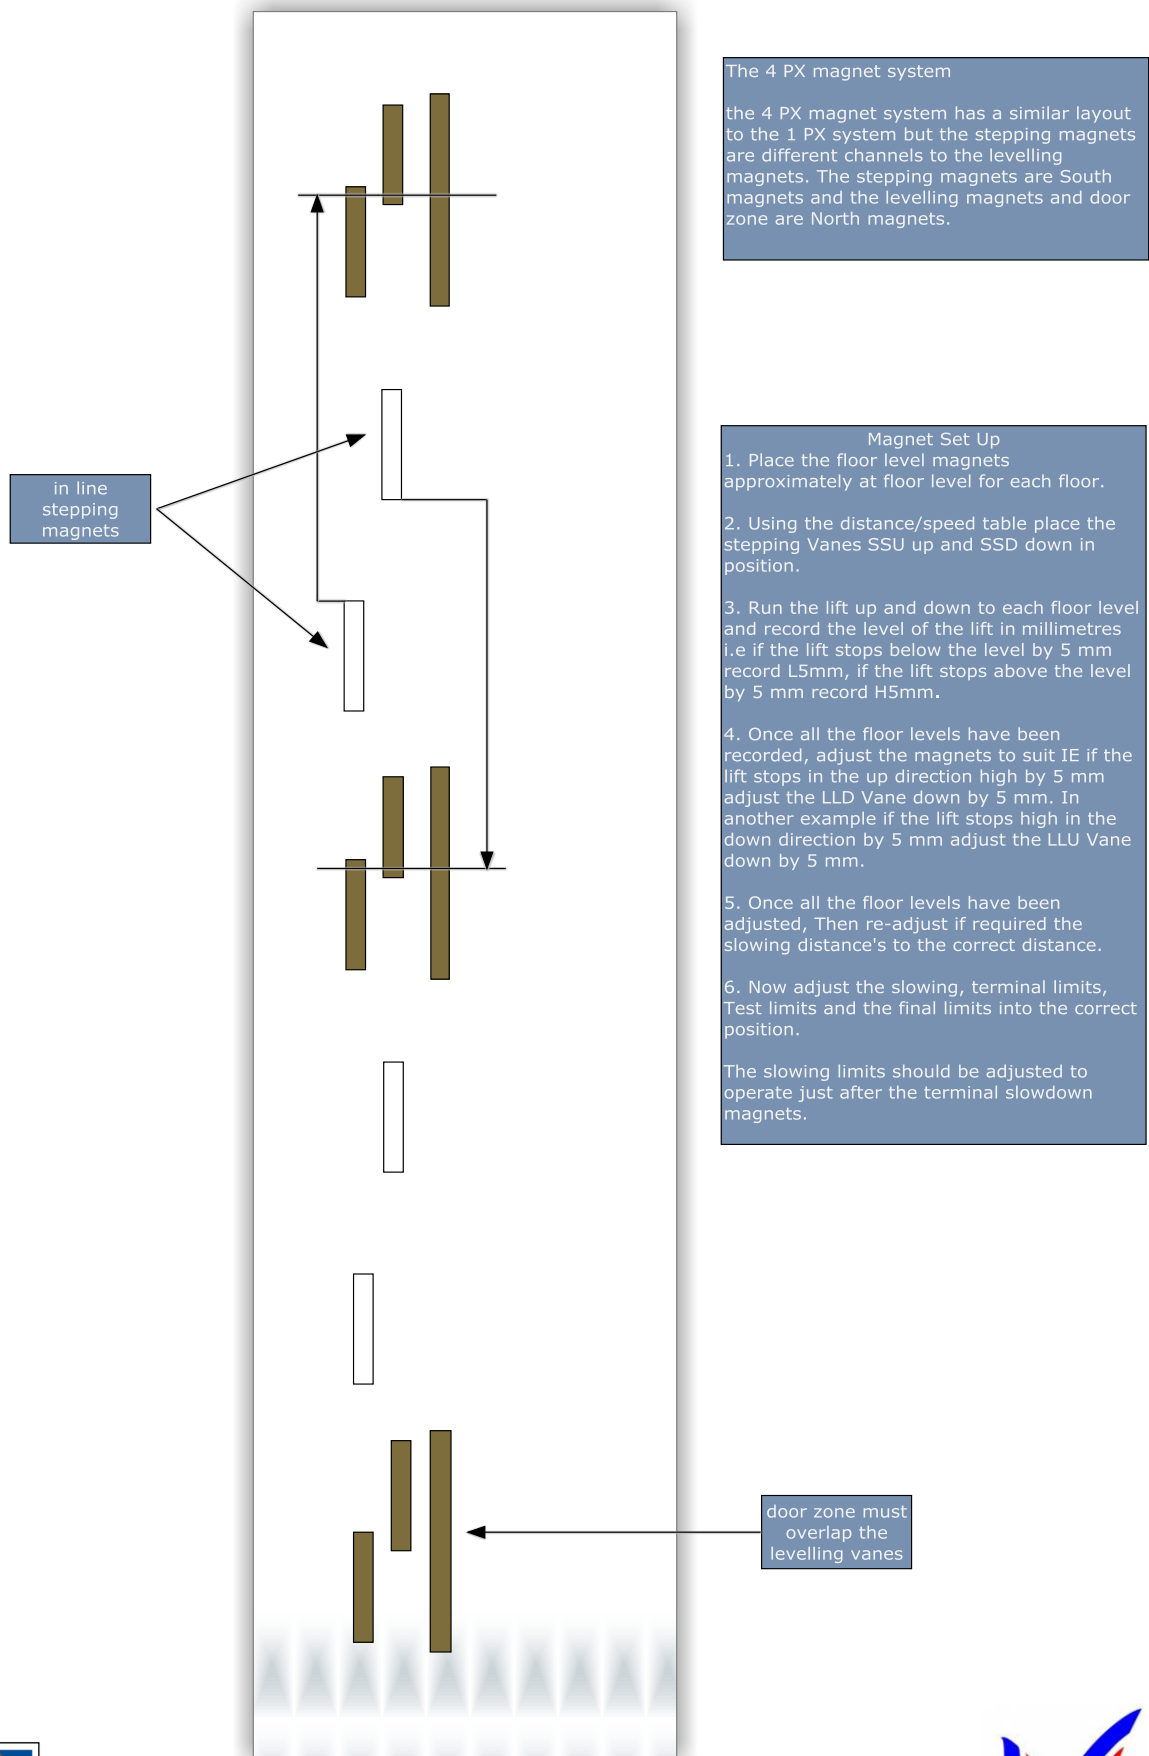 The 4 PX magnet system
the 4 PX magnet system has a similar layout
to the 1 PX system but the stepping magnets
are different channels to the levelling
magnets. The stepping magnets are South
magnets and the levelling magnets and door
zone are North magnets.
in line
stepping
magnets
Magnet Set Up
1. Place the floor level magnets
approximately at floor level for each floor.
2. Using the distance/speed table place the
stepping Vanes SSU up and SSD down in
position.
3. Run the lift up and down to each floor level
and record the level of the lift in millimetres
i.e if the lift stops below the level by 5 mm
record L5mm, if the lift stops above the level
by 5 mm record H5mm.
4. Once all the floor levels have been
recorded, adjust the magnets to suit IE if the
lift stops in the up direction high by 5 mm
adjust the LLD Vane down by 5 mm. In
another example if the lift stops high in the
down direction by 5 mm adjust the LLU Vane
down by 5 mm.
5. Once all the floor levels have been
adjusted, Then re-adjust if required the
slowing distance's to the correct distance.
6. Now adjust the slowing, terminal limits,
Test limits and the final limits into the correct
position.
The slowing limits should be adjusted to
operate just after the terminal slowdown
magnets.
door zone must
overlap the
levelling vanes